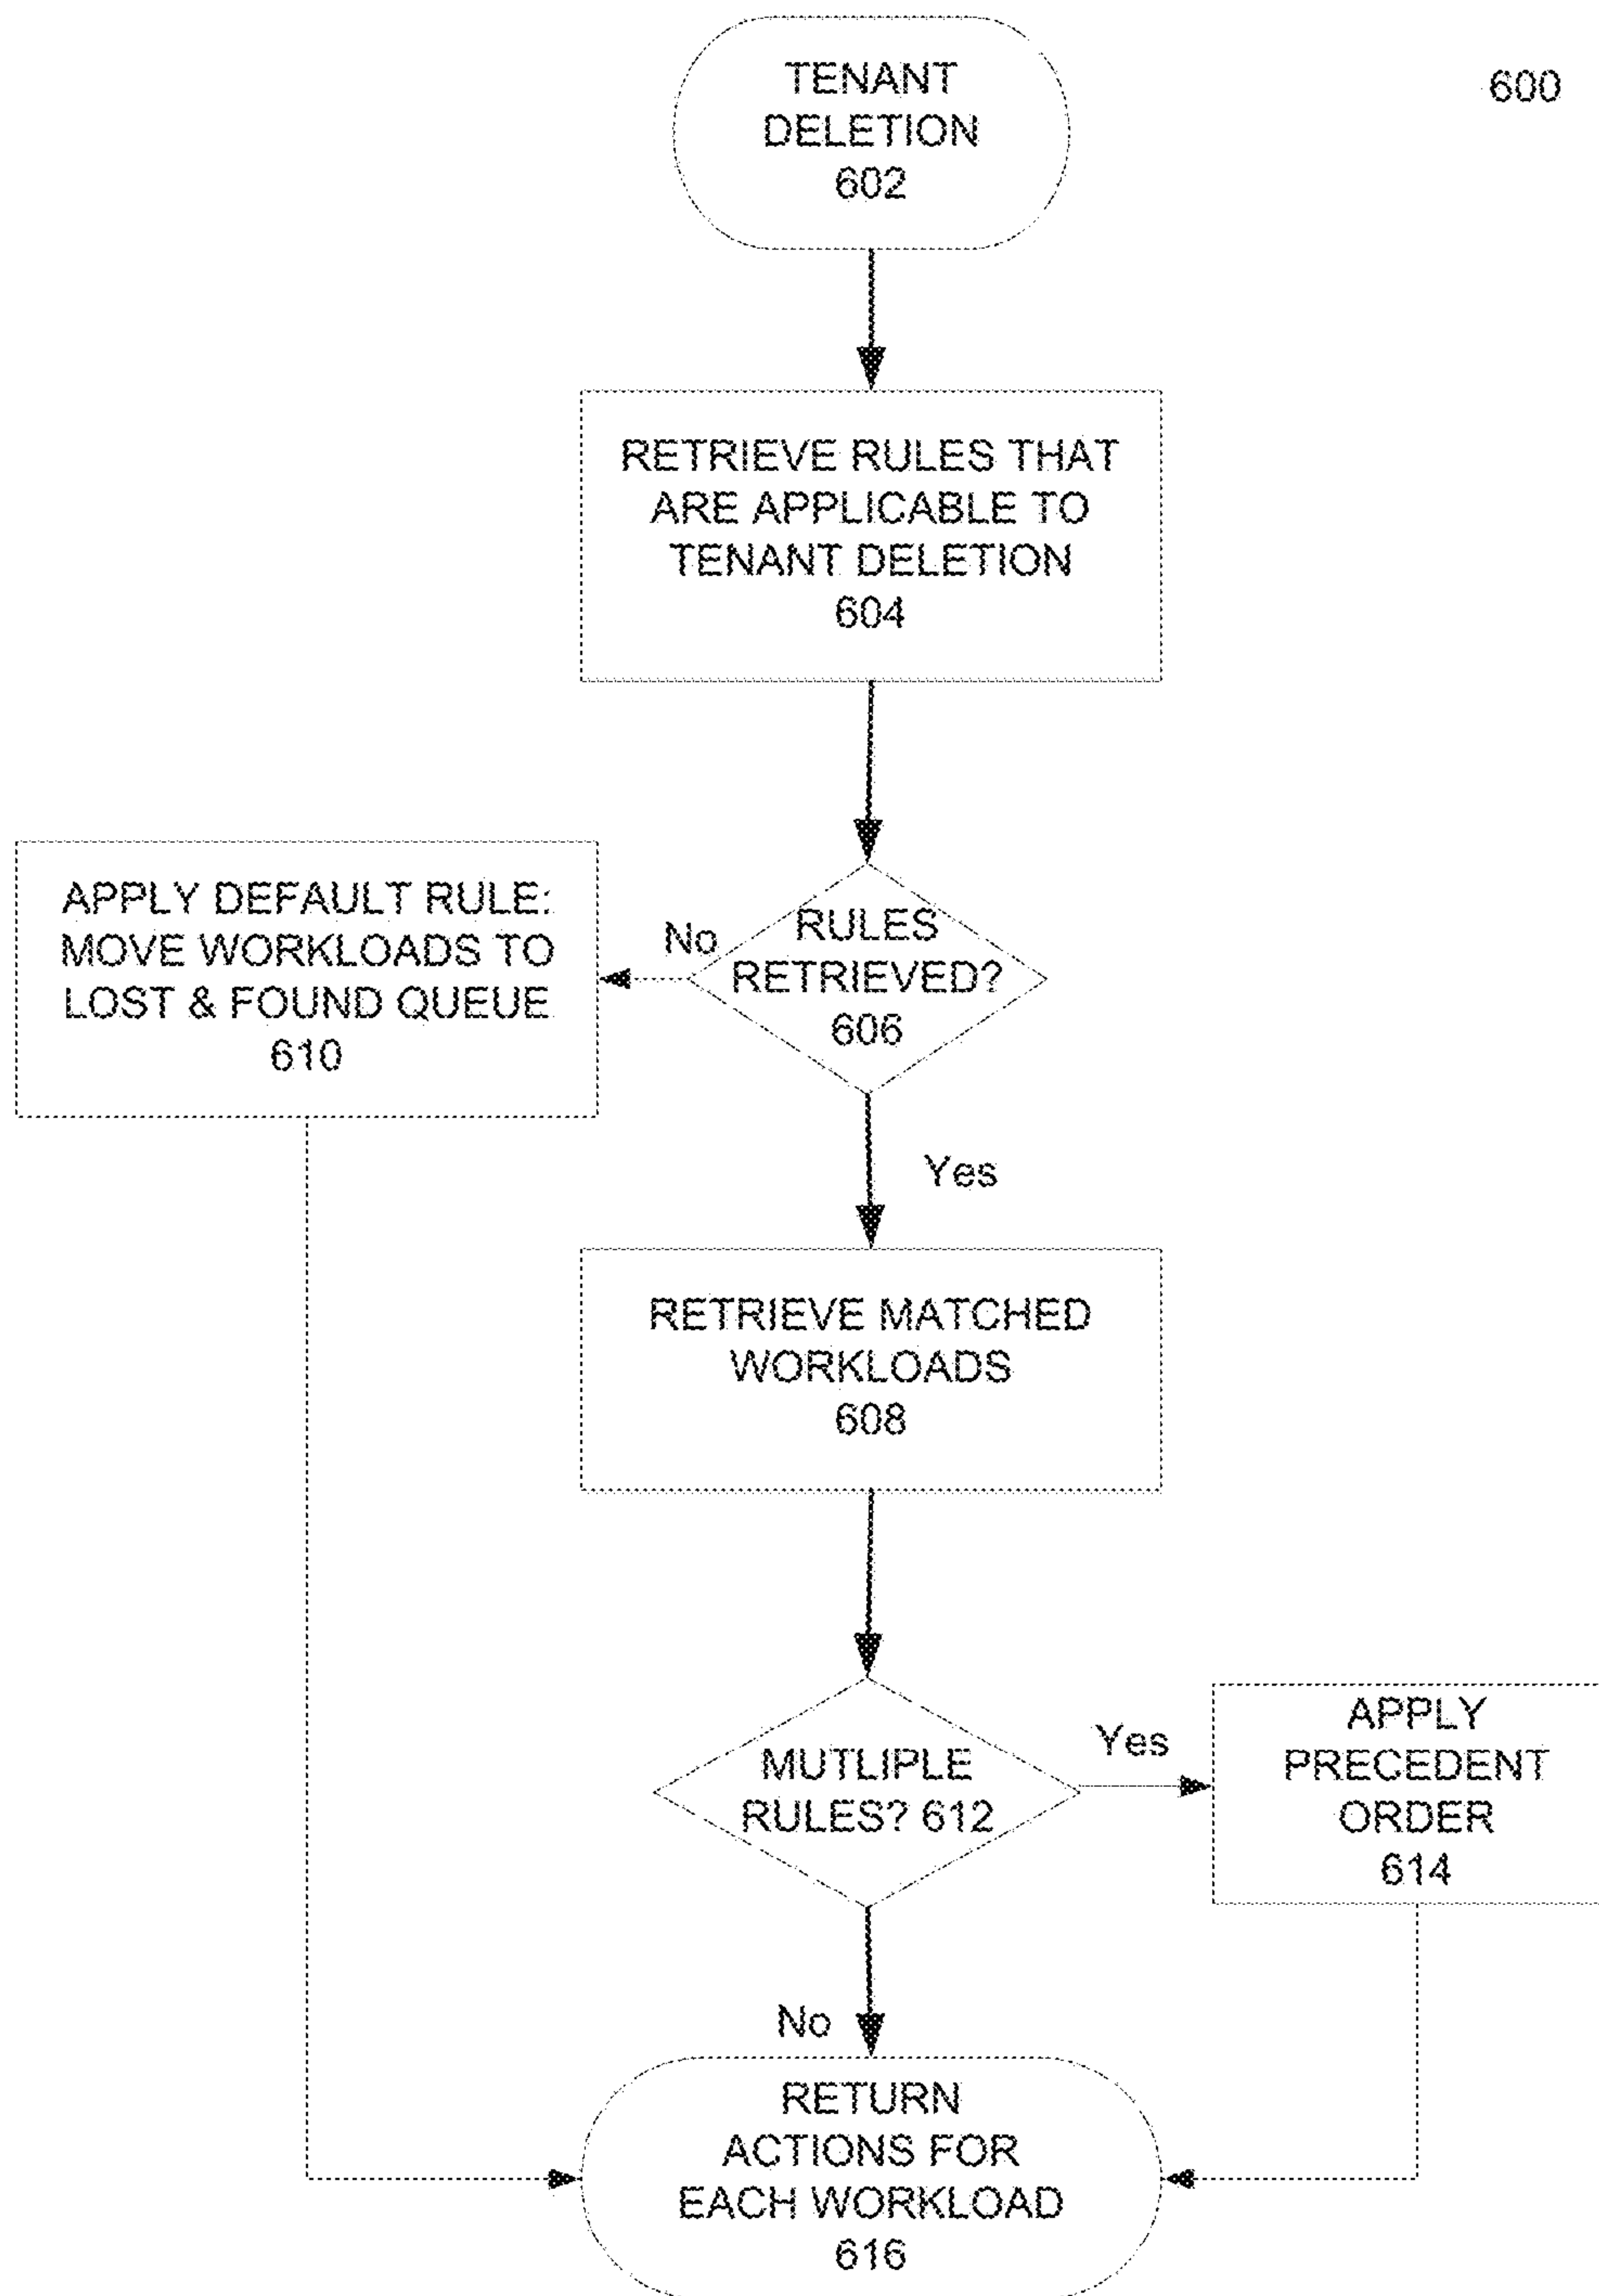 TENANT
DELETION
602
600
RETRIEVE RULES THAT
ARE APPLICABLE TO
TENANT DELETION
604
RULES
RETRIEVED?
606
No
APPLY DEFAULT RULE:
MOVE WORKLOADS TO
LOST & FOUND QUEUE
610
Yes
RETRIEVE MATCHED
WORKLOADS
608
MUTLIPLE
RULES? 612
Yes
APPLY
PRECEDENT
ORDER
614
No
RETURN
ACTIONS FOR
EACH WORKLOAD
616